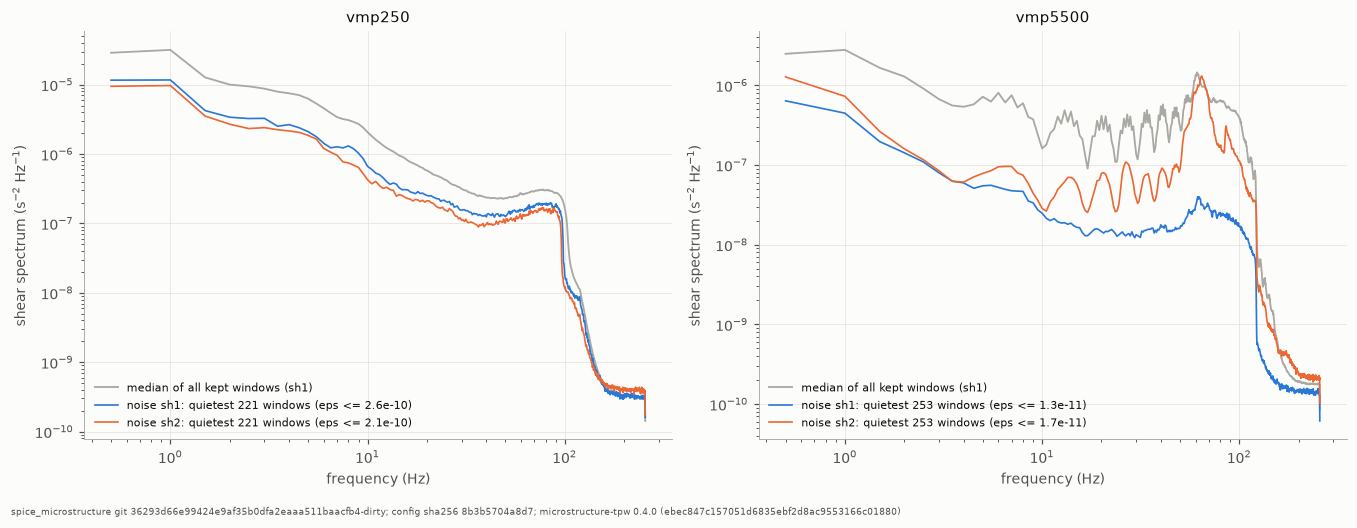 vmp250
shear spectrum (s⁻² Hz⁻¹)
10⁻⁵
10⁻⁶
10⁻⁷
10⁻⁸
10⁻⁹
10⁻¹⁰
median of all kept windows (sh1)
noise sh1: quietest 221 windows (eps <= 2.6e-10)
noise sh2: quietest 221 windows (eps <= 2.1e-10)
10⁰ 10¹ 10²
frequency (Hz)
vmp5500
shear spectrum (s⁻² Hz⁻¹)
10⁻⁶
10⁻⁷
10⁻⁸
10⁻⁹
10⁻¹⁰
median of all kept windows (sh1)
noise sh1: quietest 253 windows (eps <= 1.3e-11)
noise sh2: quietest 253 windows (eps <= 1.7e-11)
10⁰ 10¹ 10²
frequency (Hz)
spice_microstructure git 36293d66e99424e9af35b0dfa2eaaa511baacfb4-dirty; config sha256 8b3b5704a8d7; microstructure-tpw 0.4.0 (ebec847c157051d6835ebf2d8ac9553166c01880)